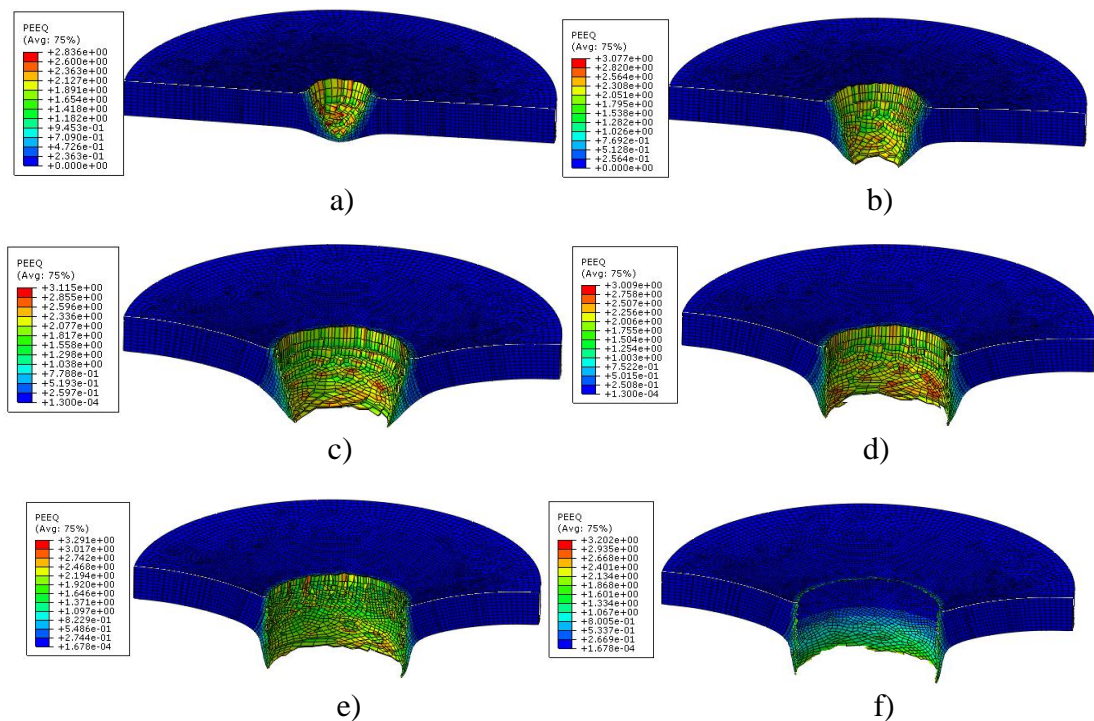 PEEQ
(Avg: 75%)
+2.836e+00
+2.600e+00
+2.363e+00
+2.127e+00
+1.891e+00
+1.654e+00
+1.418e+00
+1.182e+00
+9.453e-01
+7.090e-01
+4.726e-01
+2.363e-01
+0.000e+00
a)
PEEQ
(Avg: 75%)
+3.077e+00
+2.820e+00
+2.564e+00
+2.308e+00
+2.051e+00
+1.795e+00
+1.538e+00
+1.282e+00
+1.026e+00
+7.692e-01
+5.128e-01
+2.564e-01
+0.000e+00
b)
PEEQ
(Avg: 75%)
+3.115e+00
+2.855e+00
+2.596e+00
+2.336e+00
+2.077e+00
+1.817e+00
+1.558e+00
+1.298e+00
+1.038e+00
+7.788e-01
+5.193e-01
+2.597e-01
+1.300e-04
c)
PEEQ
(Avg: 75%)
+3.009e+00
+2.758e+00
+2.507e+00
+2.256e+00
+2.006e+00
+1.755e+00
+1.504e+00
+1.254e+00
+1.003e+00
+7.522e-01
+5.015e-01
+2.508e-01
+1.300e-04
d)
PEEQ
(Avg: 75%)
+3.291e+00
+3.017e+00
+2.742e+00
+2.468e+00
+2.194e+00
+1.920e+00
+1.646e+00
+1.371e+00
+1.097e+00
+8.229e-01
+5.486e-01
+2.744e-01
+1.678e-04
e)
PEEQ
(Avg: 75%)
+3.202e+00
+2.935e+00
+2.668e+00
+2.401e+00
+2.134e+00
+1.868e+00
+1.601e+00
+1.334e+00
+1.067e+00
+8.005e-01
+5.337e-01
+2.669e-01
+1.678e-04
f)